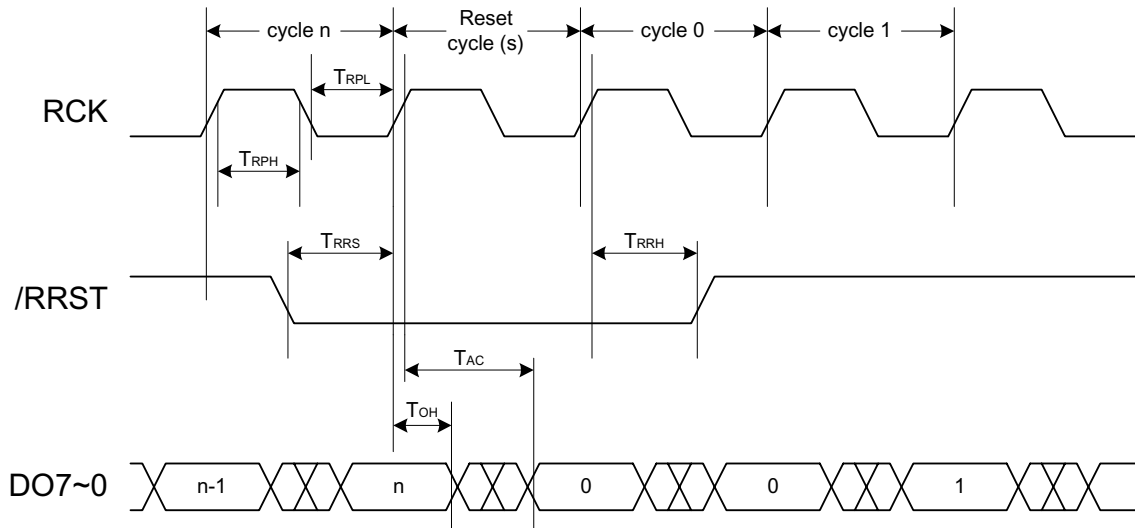 cycle n
Reset
cycle (s)
cycle 0
cycle 1
TRPL
RCK
TRPH
TRRS
TRRH
/RRST
TAC
TOH
DO7~0
n-1
n
0
0
1